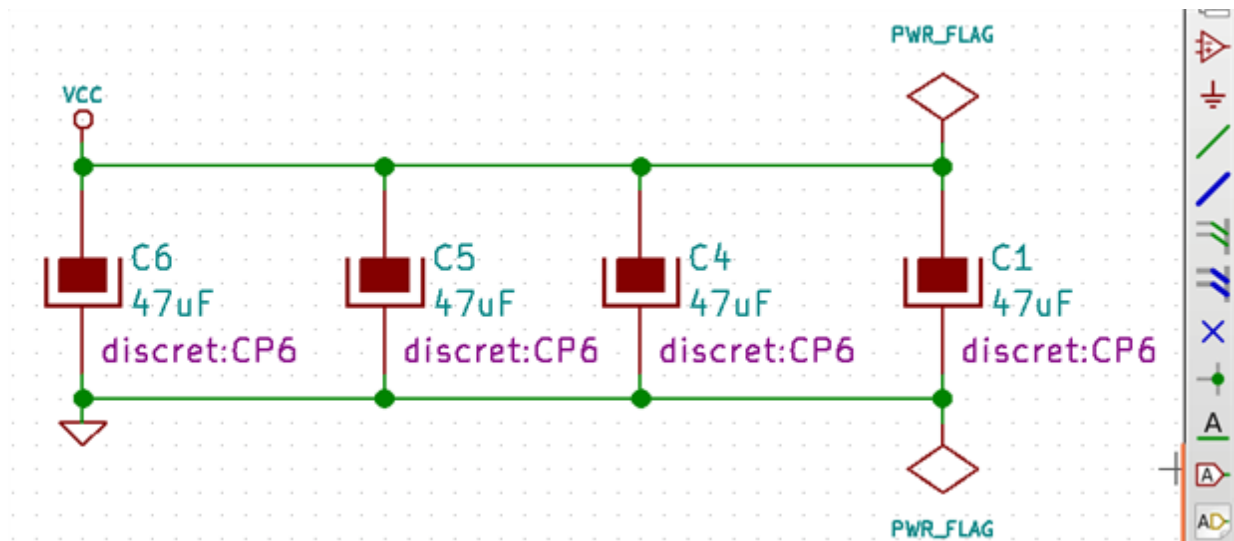 PWR_FLAG
VCC
C6
47uF
discret:CP6
C5
47uF
discret:CP6
C4
47uF
discret:CP6
C1
47uF
discret:CP6
PWR_FLAG
A
A
AD